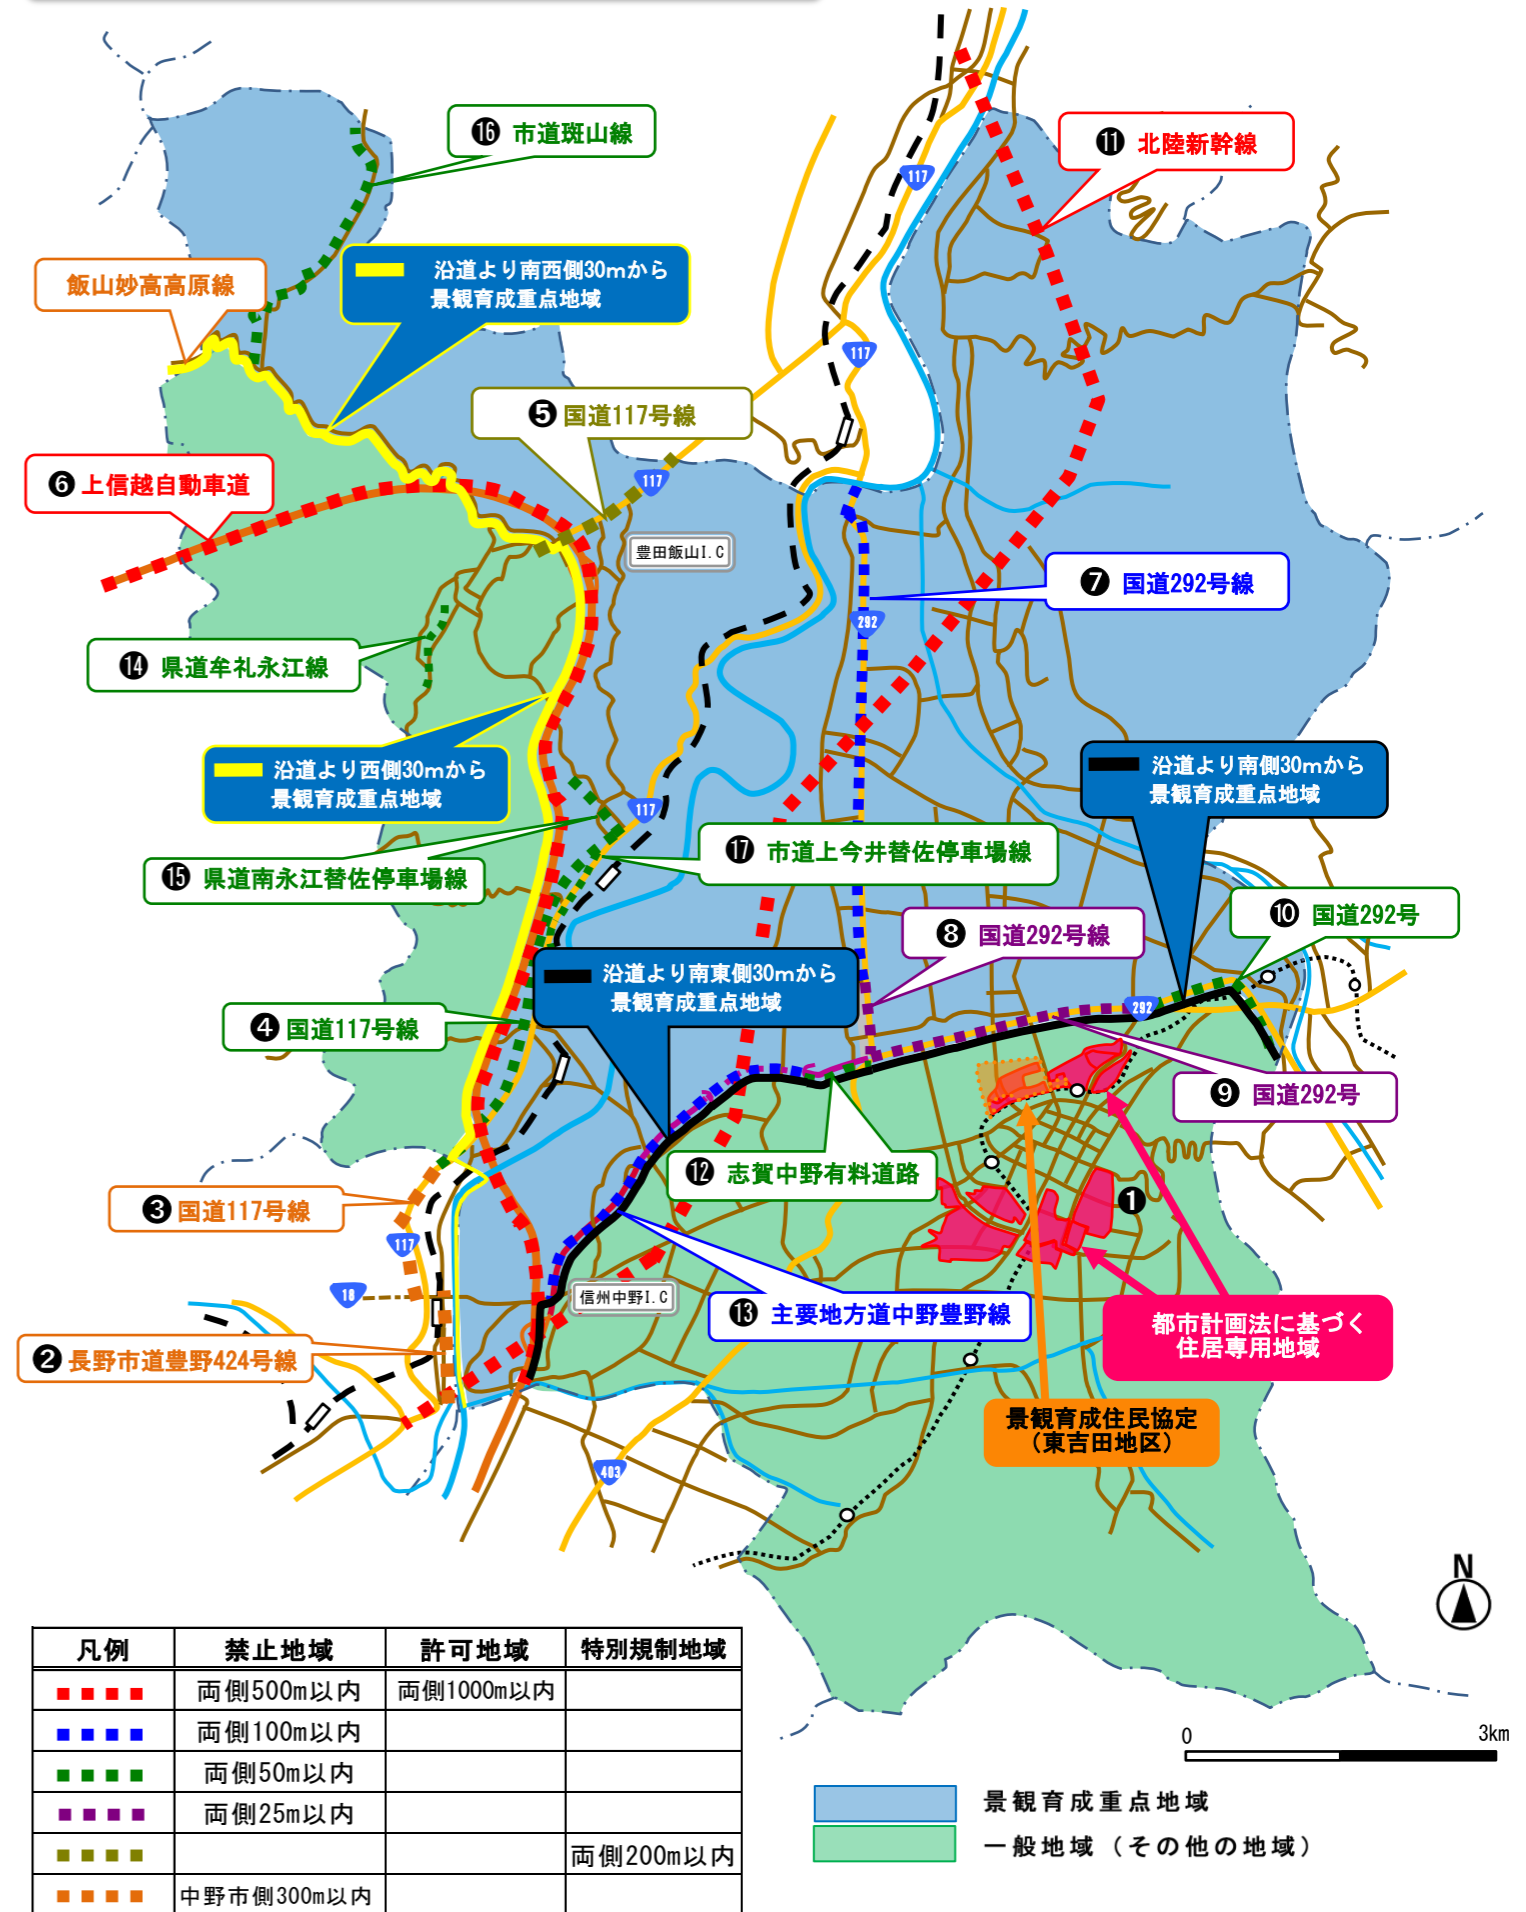 ⓰ 市道斑山線
⓫ 北陸新幹線
117
沿道より南西側30mから
景観育成重点地域
飯山妙高高原線
117
❺国道117号線
❻上信越自動車道
117
豊田飯山I.C
❼ 国道292号線
292
⓮ 県道牟礼永江線
沿道より西側30mから
景観育成重点地域
沿道より南側30mから
景観育成重点地域
117
⓱ 市道上今井替佐停車場線
⓯ 県道南永江替佐停車場線
❿ 国道292号
❽ 国道292号線
沿道より南東側30mから
景観育成重点地域
292
❹国道117号線
❾ 国道292号
⓬ 志賀中野有料道路
❶
❸国道117号線
117
18
信州中野I.C
⓭ 主要地方道中野豊野線
都市計画法に基づく
住居専用地域
❷長野市道豊野424号線
景観育成住民協定
（東吉田地区）
403
N
凡例 禁止地域 許可地域 特別規制地域
両側500m以内 両側1000m以内
両側100m以内
両側50m以内
両側25m以内
両側200m以内
中野市側300m以内
0 3km
景観育成重点地域
一般地域（その他の地域）